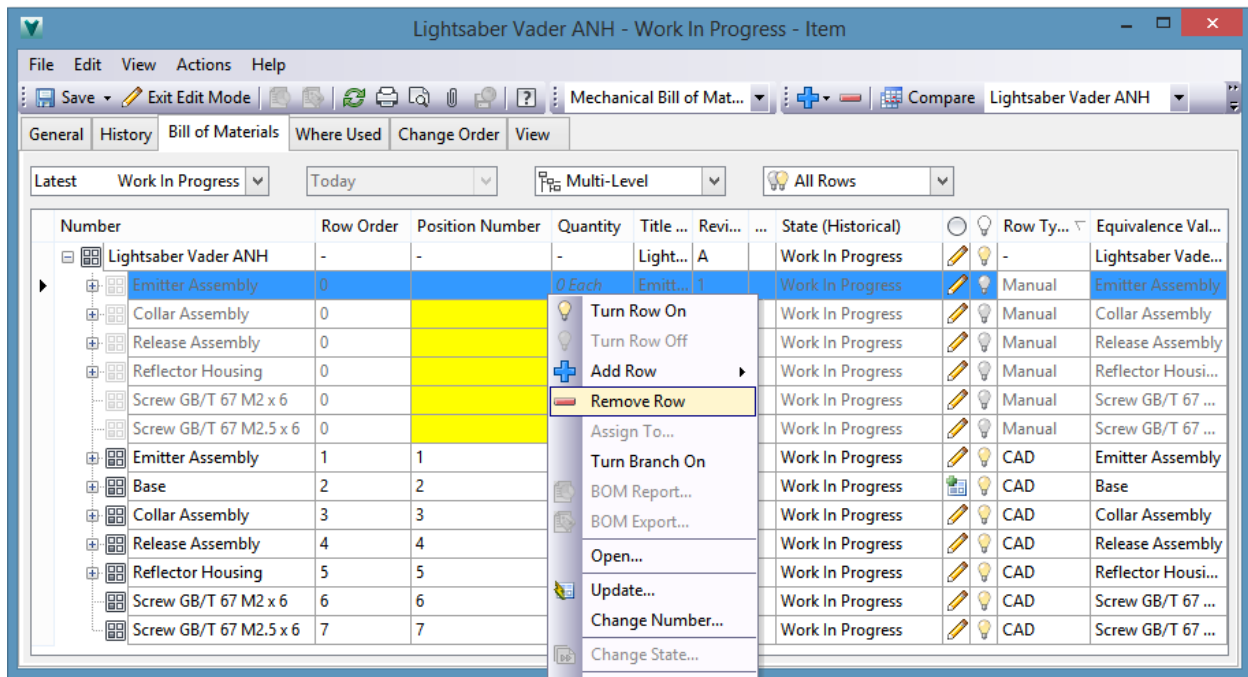 Lightsaber Vader ANH - Work In Progress - Item
File Edit View Actions Help
Save Exit Edit Mode Mechanical Bill of Mat... Compare Lightsaber Vader ANH
General History Bill of Materials Where Used Change Order View
Latest Work In Progress Today Multi-Level All Rows
Number Row Order Position Number Quantity Title ... Revi... ... State (Historical) Row Ty... Equivalence Val...
Lightsaber Vader ANH - - - Light... A Work In Progress - Lightsaber Vade...
Emitter Assembly 0 0 Each Emitt... 1 Work In Progress Manual Emitter Assembly
Collar Assembly 0 Turn Row On Work In Progress Manual Collar Assembly
Release Assembly 0 Turn Row Off Work In Progress Manual Release Assembly
Reflector Housing 0 Add Row Work In Progress Manual Reflector Housi...
Screw GB/T 67 M2 x 6 0 Remove Row Work In Progress Manual Screw GB/T 67 ...
Screw GB/T 67 M2.5 x 6 0 Assign To... Work In Progress Manual Screw GB/T 67 ...
Emitter Assembly 1 1 Turn Branch On Work In Progress CAD Emitter Assembly
Base 2 2 BOM Report... Work In Progress CAD Base
Collar Assembly 3 3 BOM Export... Work In Progress CAD Collar Assembly
Release Assembly 4 4 Open... Work In Progress CAD Release Assembly
Reflector Housing 5 5 Update... Work In Progress CAD Reflector Housi...
Screw GB/T 67 M2 x 6 6 6 Change Number... Work In Progress CAD Screw GB/T 67 ...
Screw GB/T 67 M2.5 x 6 7 7 Change State... Work In Progress CAD Screw GB/T 67 ...